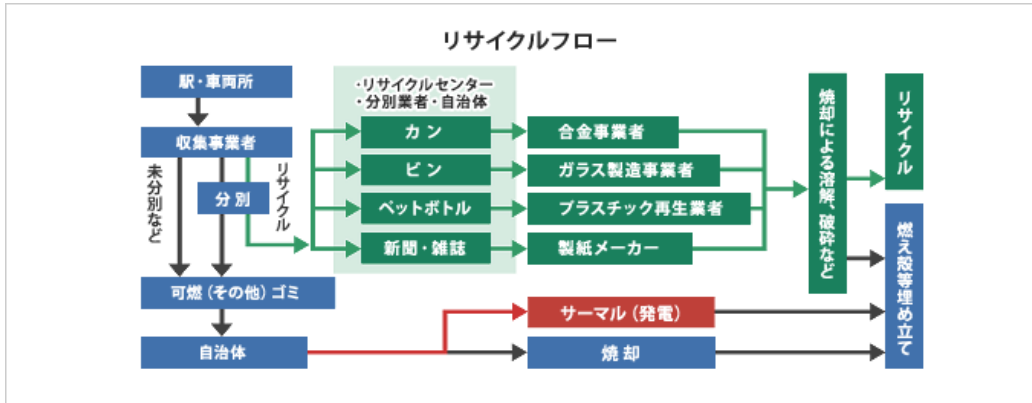 リサイクルフロー
駅・車両所
収集事業者
未分別など
分別
リサイクル
可燃(その他)ゴミ
自治体
・リサイクルセンター
・分別業者・自治体
カン
ビン
ペットボトル
新聞・雑誌
合金事業者
ガラス製造事業者
プラスチック再生業者
製紙メーカー
サーマル(発電)
焼却
焼却による溶解、破砕など
リサイクル
燃え殻等埋め立て